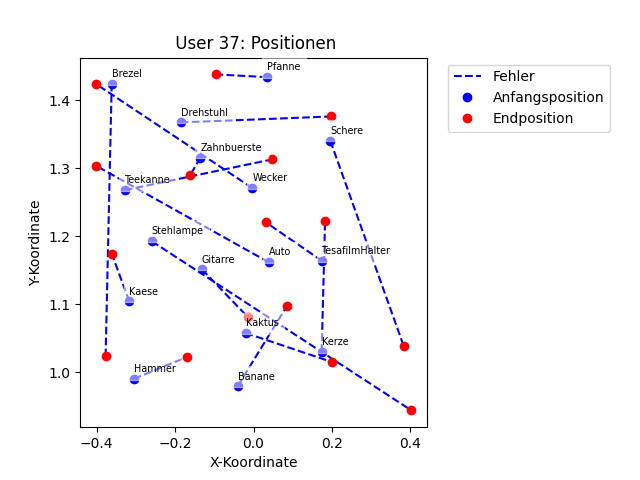 User 37: Positionen
Fehler
Anfangsposition
Endposition
Pfanne
Brezel
Drehstuhl
Schere
Zahnbuerste
Teekanne
Wecker
Stehlampe
Auto
TesafilmHalter
Gitarre
Kaese
Kaktus
Kerze
Hammer
Banane
Y-Koordinate
1.4
1.3
1.2
1.1
1.0
−0.4 −0.2 0.0 0.2 0.4
X-Koordinate